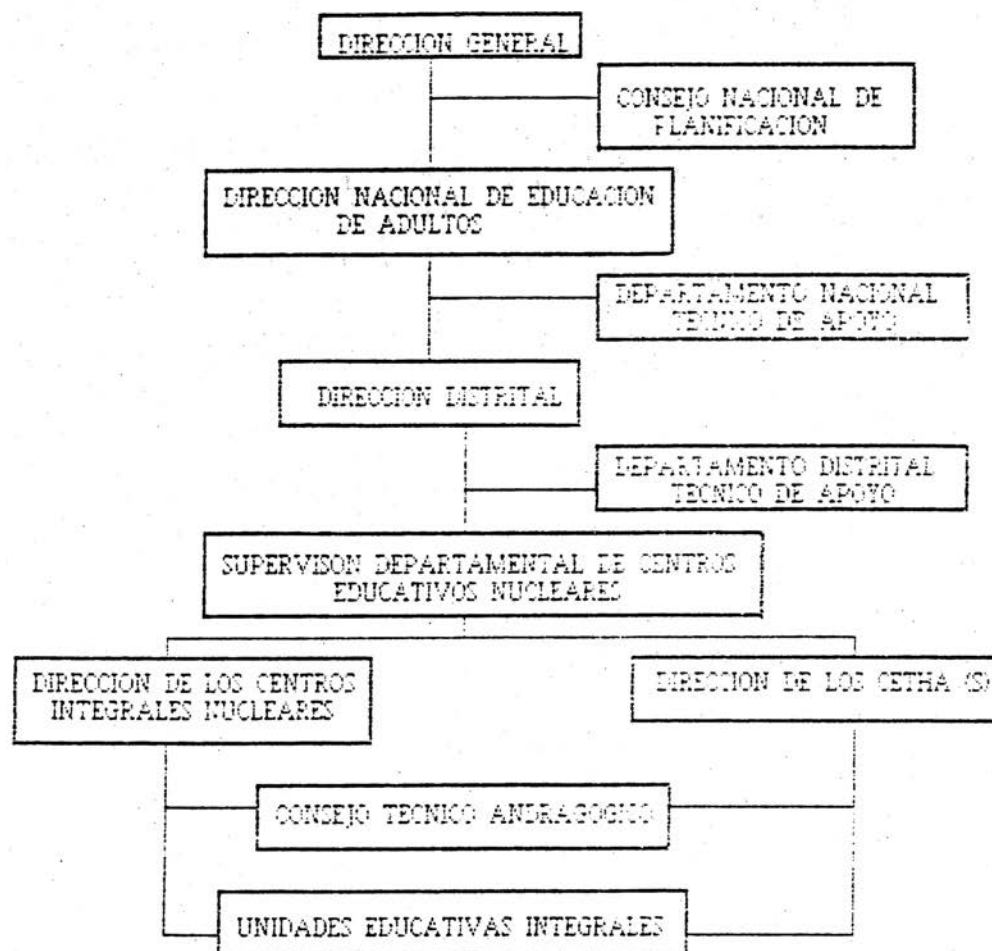 DIRECCION GENERAL
CONSEJO NACIONAL DE
PLANIFICACION
DIRECCION NACIONAL DE EDUCACION
DE ADULTOS
DEPARTAMENTO NACIONAL
TECNICO DE APOYO
DIRECCION DISTRITAL
DEPARTAMENTO DISTRITAL
TECNICO DE APOYO
SUPERVISON DEPARTAMENTAL DE CENTROS
EDUCATIVOS NUCLEARES
DIRECCION DE LOS CENTROS
INTEGRALES NUCLEARES
DIRECCION DE LOS CETHA (S)
CONSEJO TECNICO ANDRAGOGICO
UNIDADES EDUCATIVAS INTEGRALES